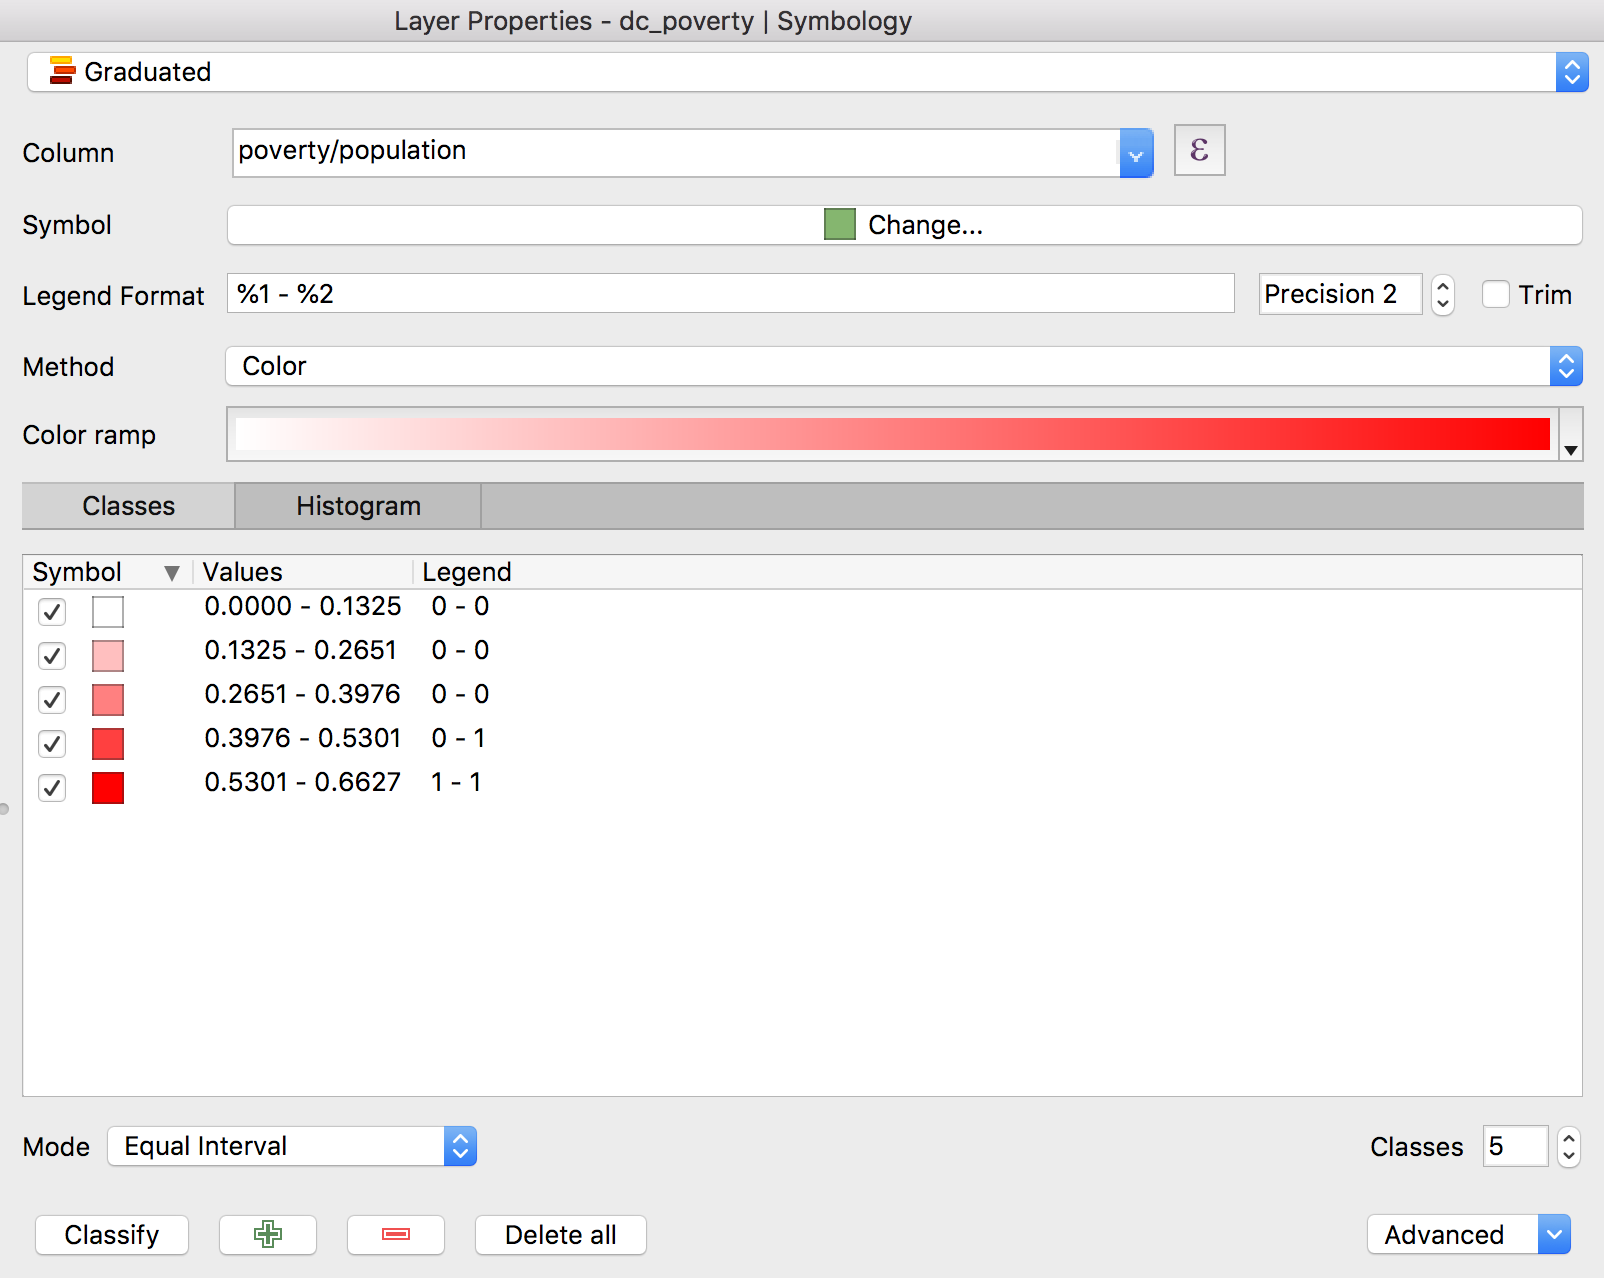 Layer Properties - dc_poverty | Symbology
Graduated
Column poverty/population ε
Symbol Change...
Legend Format %1 - %2 Precision 2 Trim
Method Color
Color ramp
Classes Histogram
Symbol Values Legend
0.0000 - 0.1325 0 - 0
0.1325 - 0.2651 0 - 0
0.2651 - 0.3976 0 - 0
0.3976 - 0.5301 0 - 1
0.5301 - 0.6627 1 - 1
Mode Equal Interval Classes 5
Classify Delete all Advanced